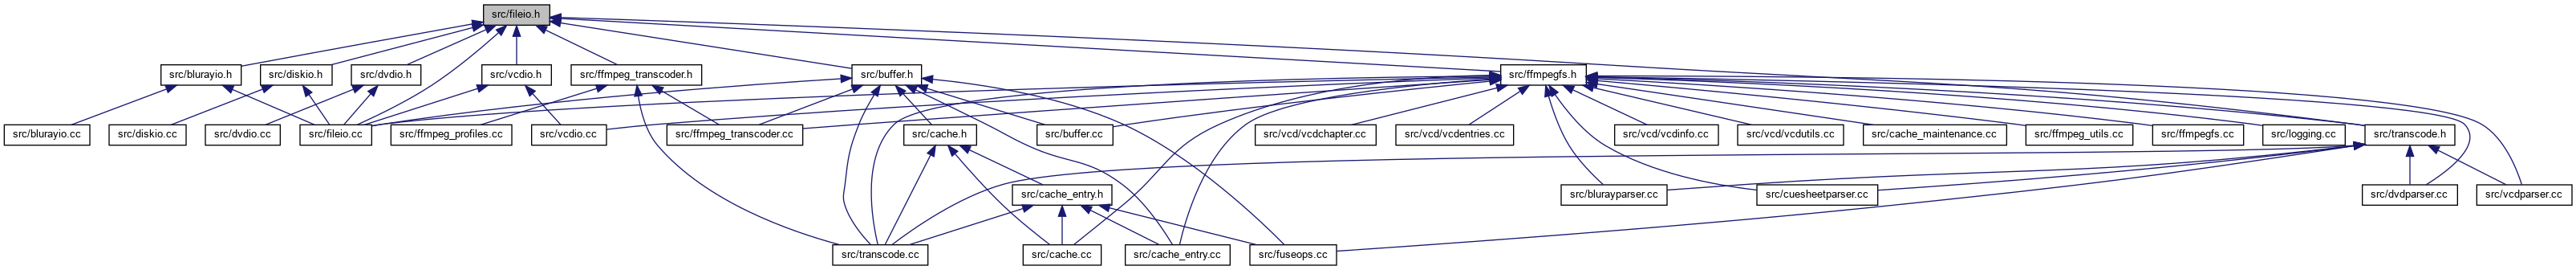 src/fileio.h
src/blurayio.h
src/diskio.h
src/dvdio.h
src/vcdio.h
src/ffmpeg_transcoder.h
src/buffer.h
src/ffmpegfs.h
src/blurayio.cc
src/diskio.cc
src/dvdio.cc
src/fileio.cc
src/ffmpeg_profiles.cc
src/vcdio.cc
src/ffmpeg_transcoder.cc
src/cache.h
src/buffer.cc
src/vcd/vcdchapter.cc
src/vcd/vcdentries.cc
src/vcd/vcdinfo.cc
src/vcd/vcdutils.cc
src/cache_maintenance.cc
src/ffmpeg_utils.cc
src/ffmpegfs.cc
src/logging.cc
src/transcode.h
src/cache_entry.h
src/blurayparser.cc
src/cuesheetparser.cc
src/dvdparser.cc
src/vcdparser.cc
src/transcode.cc
src/cache.cc
src/cache_entry.cc
src/fuseops.cc